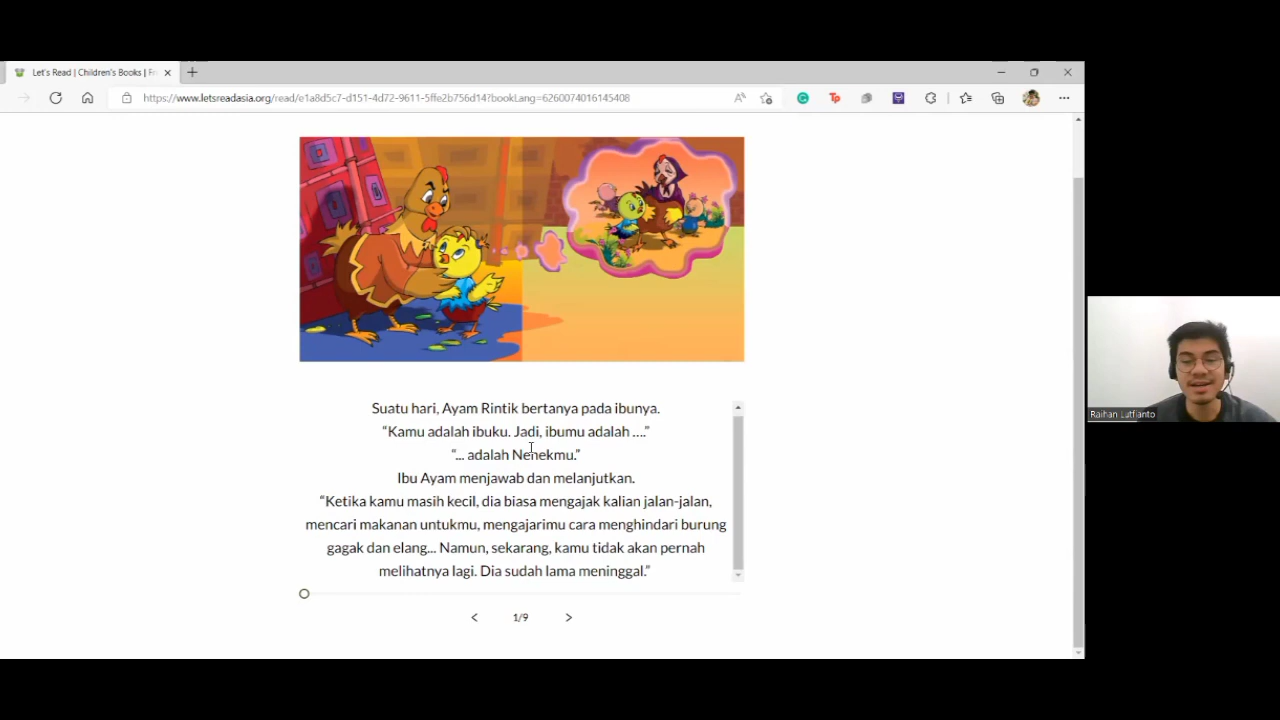 Let's Read | Children's Books | Fr
https://www.letsreadasia.org/read/e1a8d5c7-d151-4d72-9611-5ffe2b756d14?bookLang=6260074016145408
Suatu hari, Ayam Rintik bertanya pada ibunya.
“Kamu adalah ibuku. Jadi, ibumu adalah ....”
“... adalah Nenekmu.”
Ibu Ayam menjawab dan melanjutkan.
“Ketika kamu masih kecil, dia biasa mengajak kalian jalan-jalan,
mencari makanan untukmu, mengajarimu cara menghindari burung
gagak dan elang... Namun, sekarang, kamu tidak akan pernah
melihatnya lagi. Dia sudah lama meninggal.”
1/9
Raihan Lutfianto